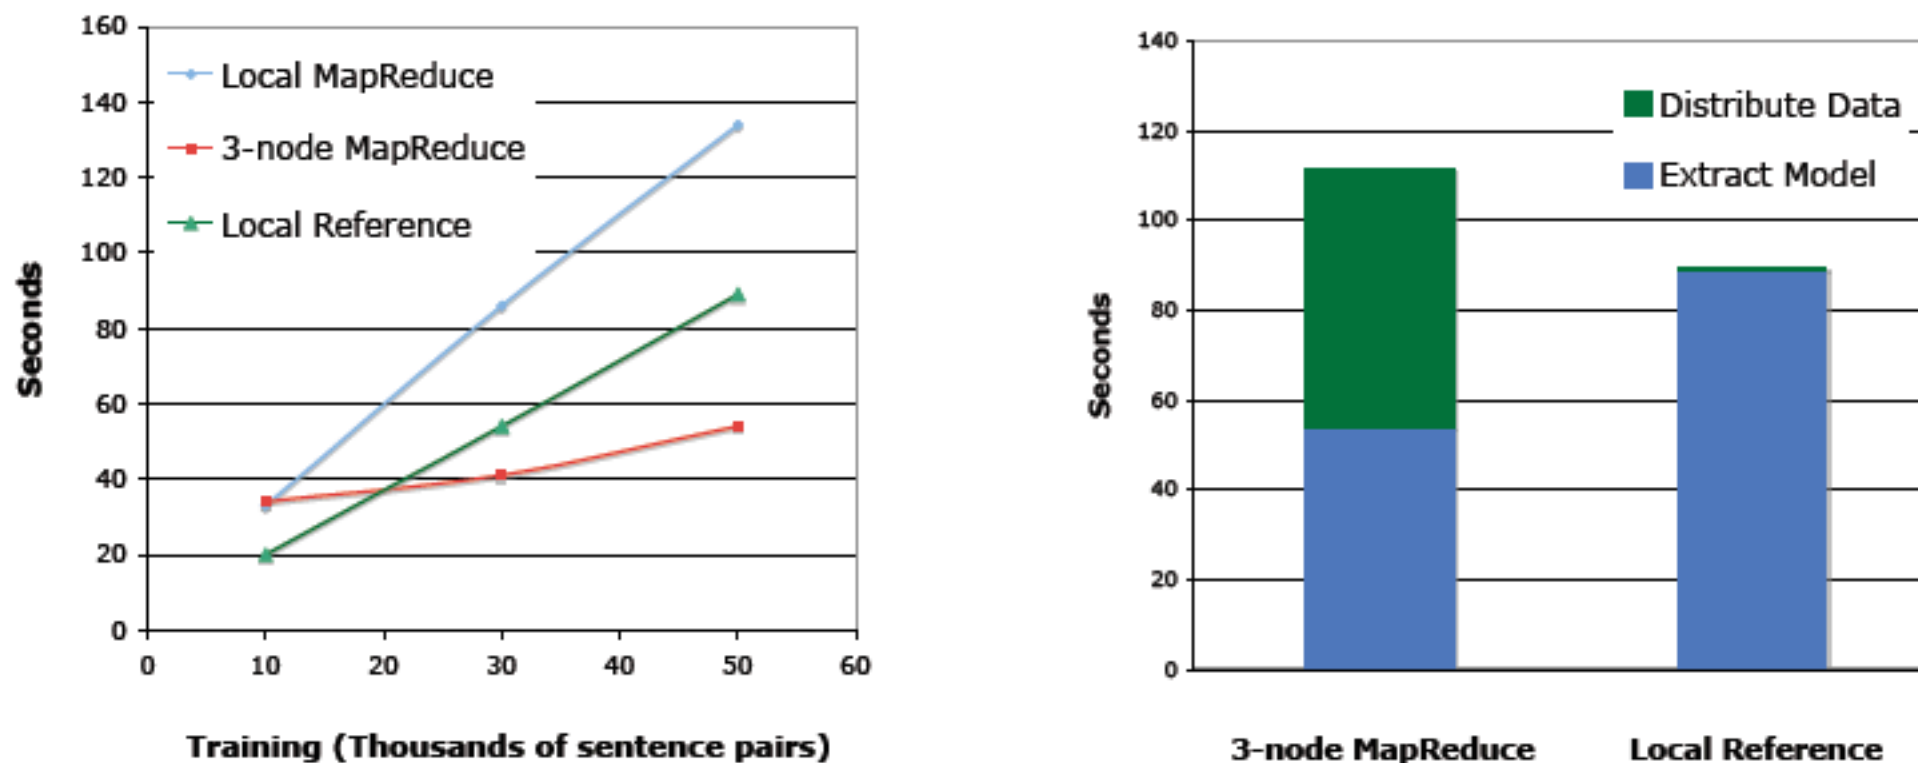 160
140
120
100
80
60
40
20
0
Seconds
Local MapReduce
3-node MapReduce
Local Reference
0 10 20 30 40 50 60
Training (Thousands of sentence pairs)
140
120
100
80
60
40
20
0
Seconds
Distribute Data
Extract Model
3-node MapReduce Local Reference